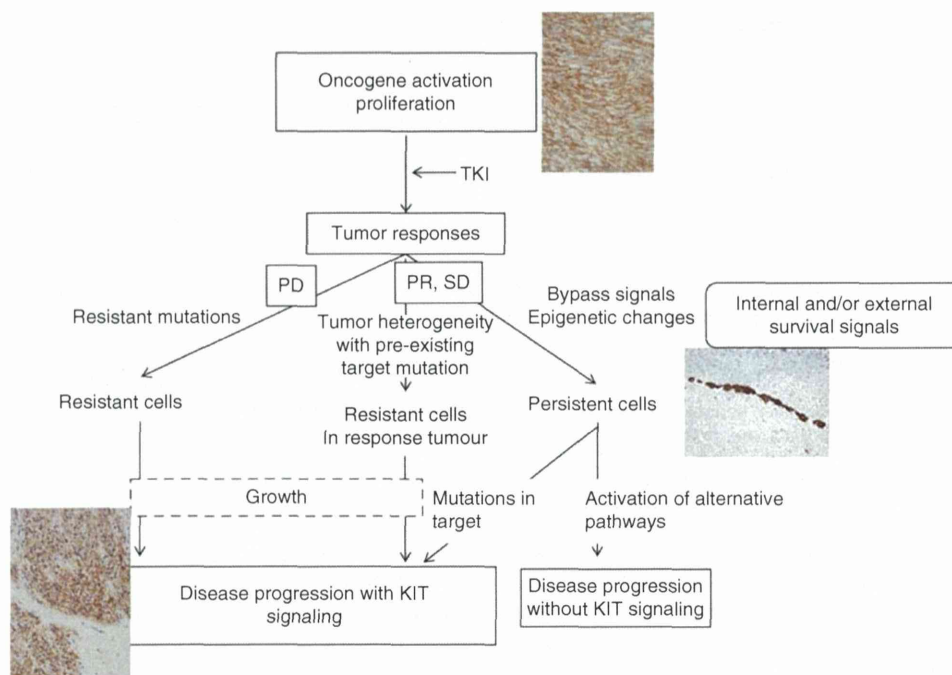 Oncogene activation
proliferation
TKI
Tumor responses
PD
PR, SD
Resistant mutations
Tumor heterogeneity
with pre-existing
target mutation
Bypass signals
Epigenetic changes
Internal and/or external
survival signals
Resistant cells
Resistant cells
In response tumour
Persistent cells
Growth
Mutations in
target
Activation of alternative
pathways
Disease progression with KIT
signaling
Disease progression
without KIT signaling